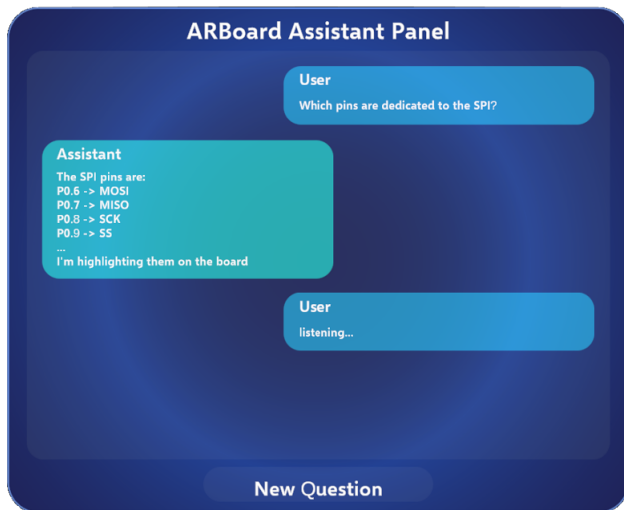 ARBoard Assistant Panel
User
Which pins are dedicated to the SPI?
Assistant
The SPI pins are:
P0.6 -> MOSI
P0.7 -> MISO
P0.8 -> SCK
P0.9 -> SS
...
I'm highlighting them on the board
User
listening...
New Question